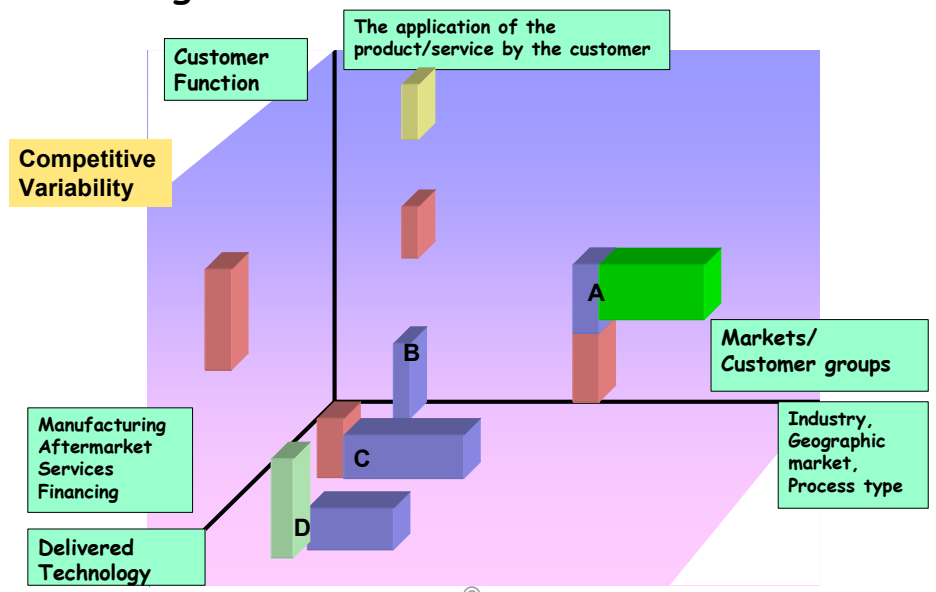 The application of the
product/service by the customer
Customer
Function
Competitive
Variability
A
B
Markets/
Customer groups
Manufacturing
Aftermarket
Services
Financing
Industry,
Geographic
market,
Process type
C
D
Delivered
Technology
©